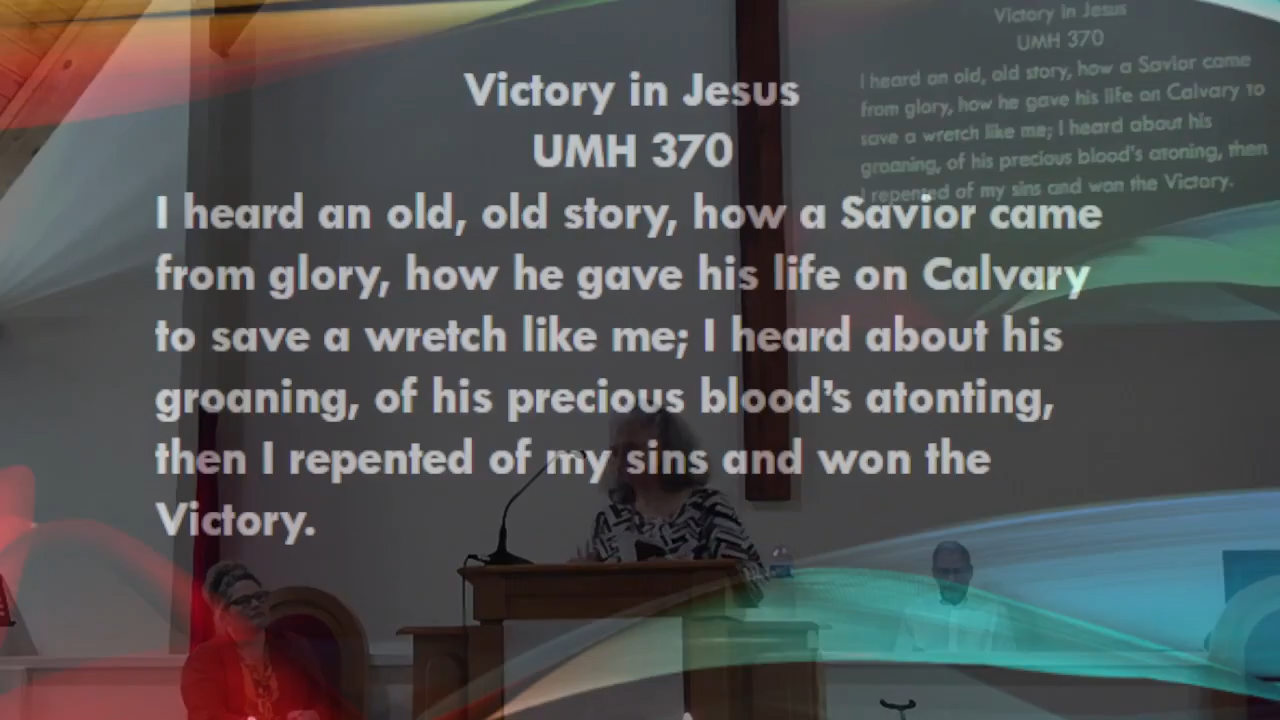 Victory in Jesus
UMH 370
I heard an old, old story, how a Savior came
from glory, how he gave his life on Calvary
to save a wretch like me; I heard about his
groaning, of his precious blood's atonting,
then I repented of my sins and won the
Victory.
Victory in Jesus
UMH 370
I heard an old, old story, how a Savior came
from glory, how he gave his life on Calvary to
save a wretch like me; I heard about his
groaning, of his precious blood's atoning, then
I repented of my sins and won the Victory.